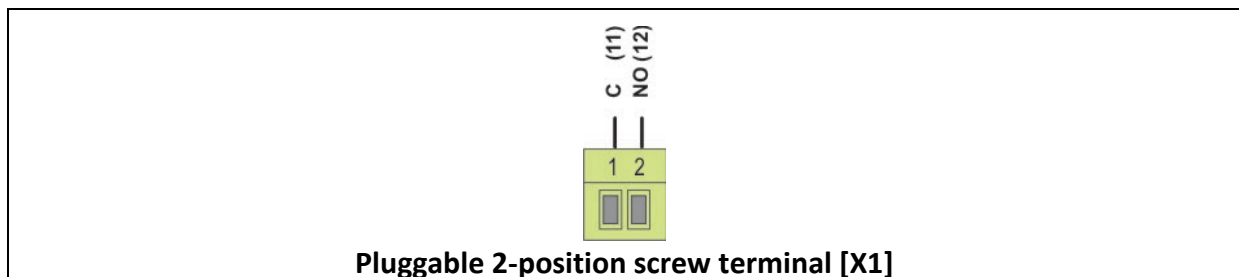 C (11)
NO (12)
1 2
Pluggable 2-position screw terminal [X1]